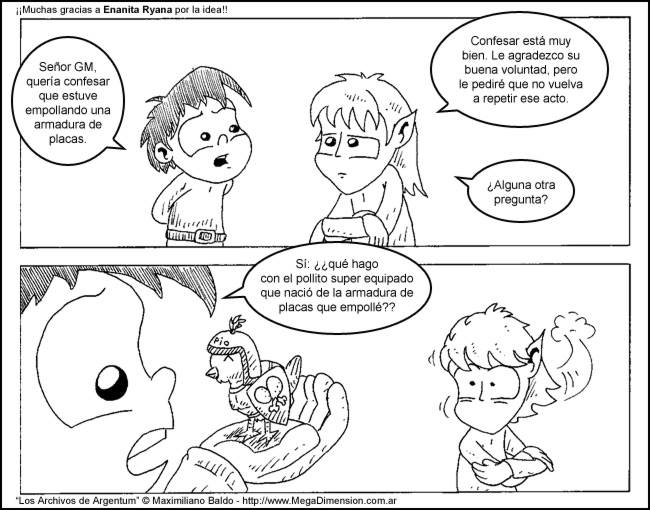 ¡¡Muchas gracias a Enanita Ryana por la idea!!
Señor GM,
quería confesar
que estuve
empollando una
armadura de
placas.
Confesar está muy
bien. Le agradezco su
buena voluntad, pero
le pediré que no vuelva
a repetir ese acto.
¿Alguna otra
pregunta?
Sí: ¿¿qué hago
con el pollito super equipado
que nació de la armadura de
placas que empollé??
Pio
"Los Archivos de Argentum" © Maximiliano Baldo - http://www.MegaDimension.com.ar